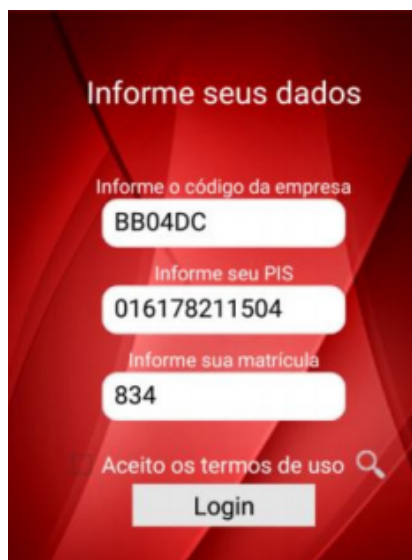 Informe seus dados
Informe o código da empresa
BB04DC
Informe seu PIS
016178211504
Informe sua matrícula
834
Aceito os termos de uso
Login